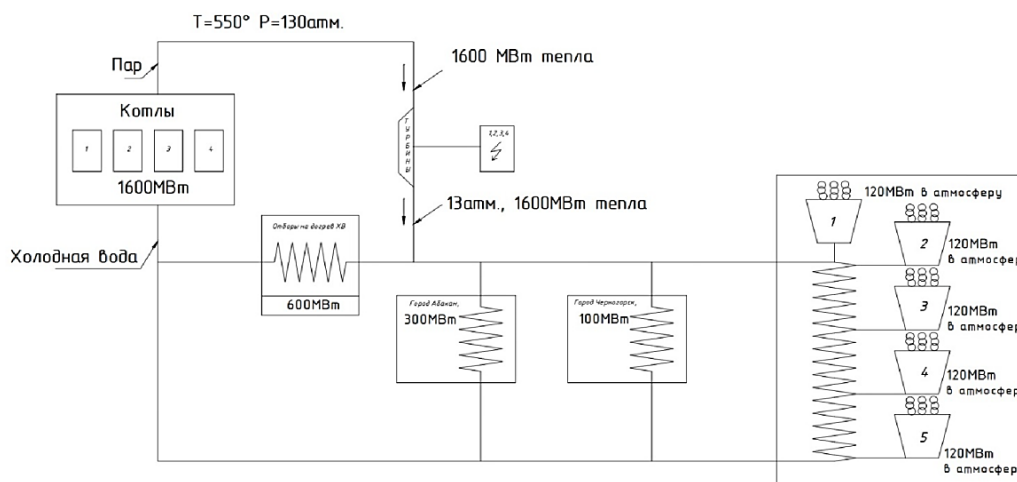 T=550° P=130атм.
Пар
1600 МВт тепла
Котлы
1
2
3
4
1600МВт
ТУРБИНЫ
1,2,3,4
13атм., 1600МВт тепла
Холодная вода
Отборы на догрев ХВ
600МВт
Город Абакан,
300МВт
Город Черногорск,
100МВт
120МВт в атмосферу
1
2
120МВт
в атмосфер
3
120МВт
в атмосфер
4
120МВт
в атмосфер
5
120МВт
в атмосфер